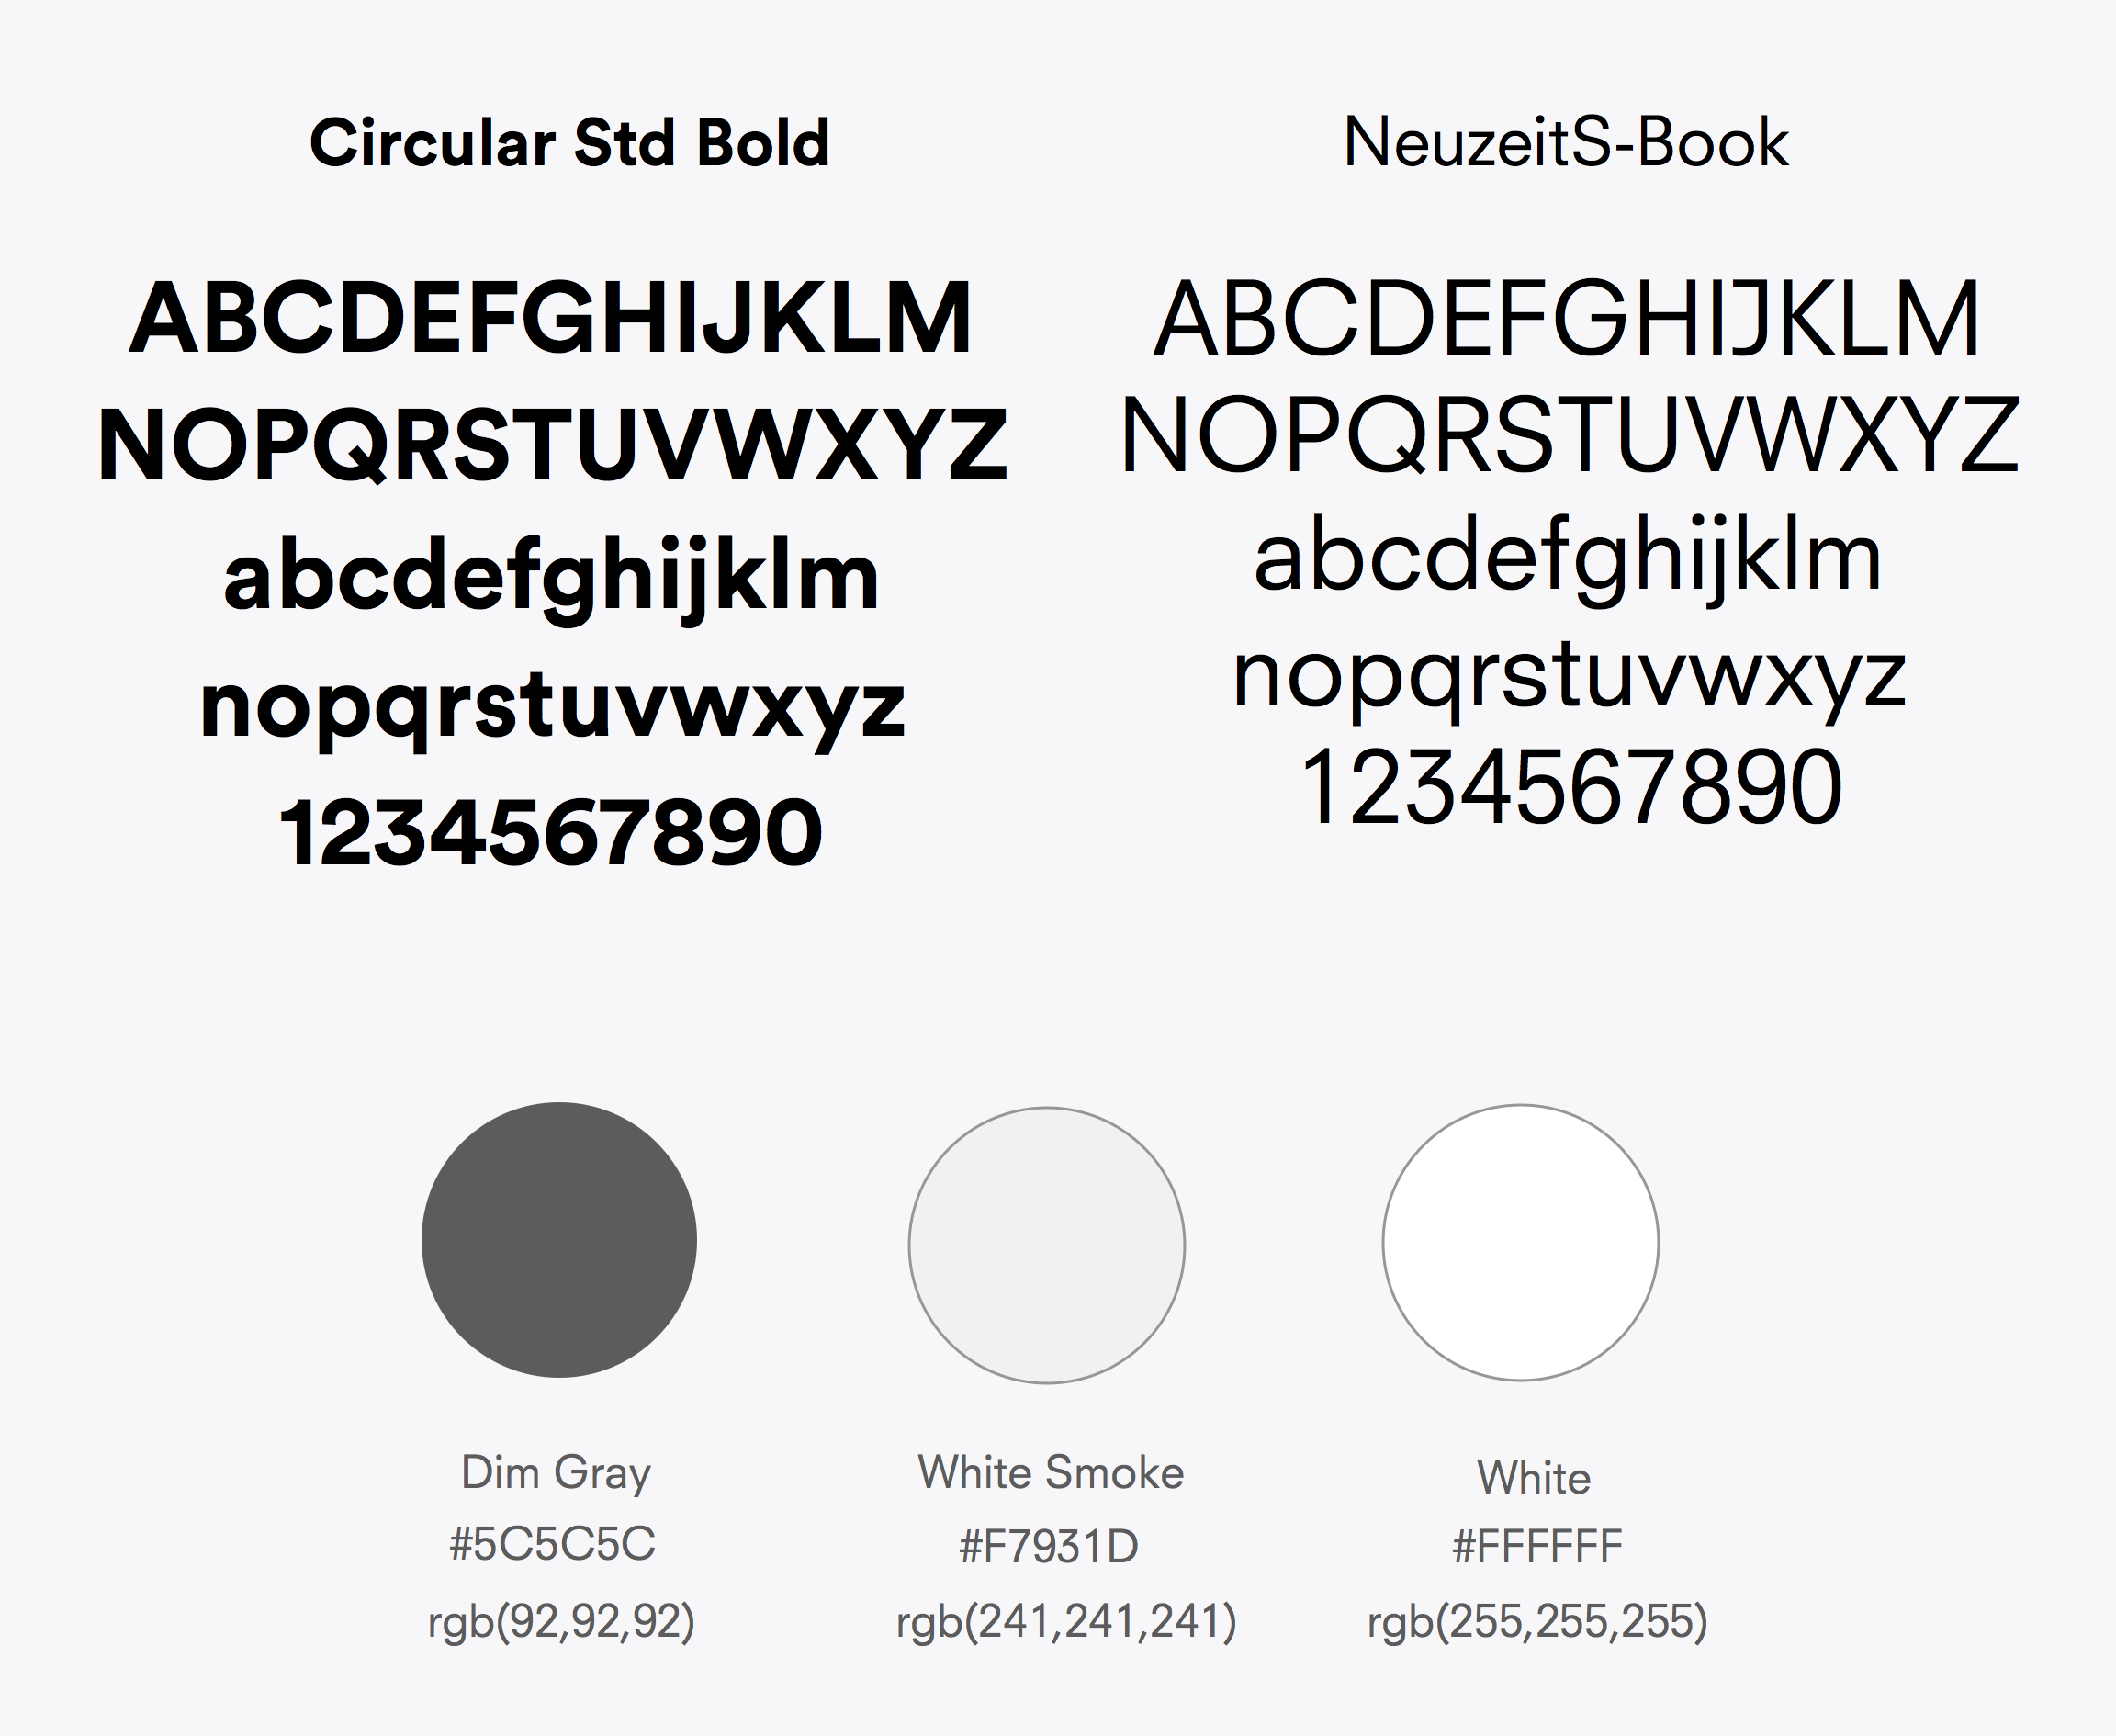 Circular Std Bold
ABCDEFGHIJKLM
NOPQRSTUVWXYZ
abcdefghijklm
nopqrstuvwxyz
1234567890
NeuzeitS-Book
ABCDEFGHIJKLM
NOPQRSTUVWXYZ
abcdefghijklm
nopqrstuvwxyz
1234567890
Dim Gray
#5C5C5C
rgb(92,92,92)
White Smoke
#F7931D
rgb(241,241,241)
White
#FFFFFF
rgb(255,255,255)